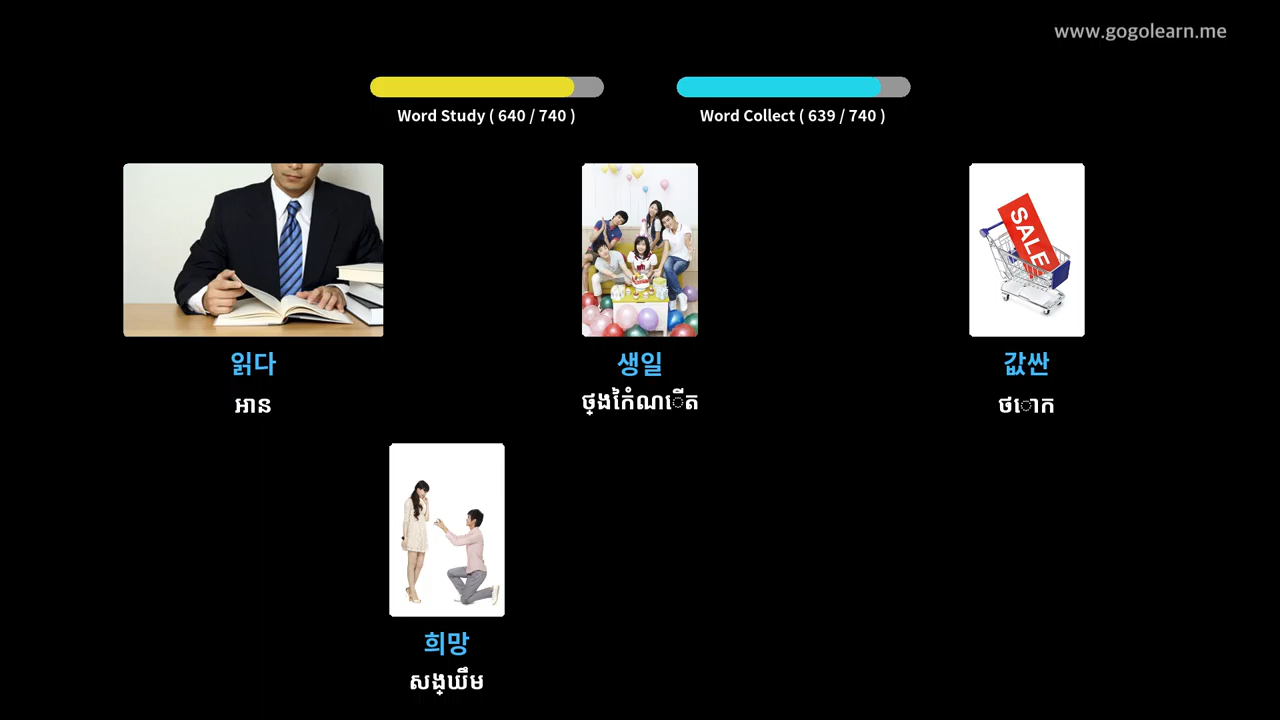 www.gogolearn.me
Word Study ( 640 / 740 )
Word Collect ( 639 / 740 )
SALE
읽다
생일
값싼
អាន
ថ្ងៃកំណើត
ថោក
희망
សង្ឃឹម